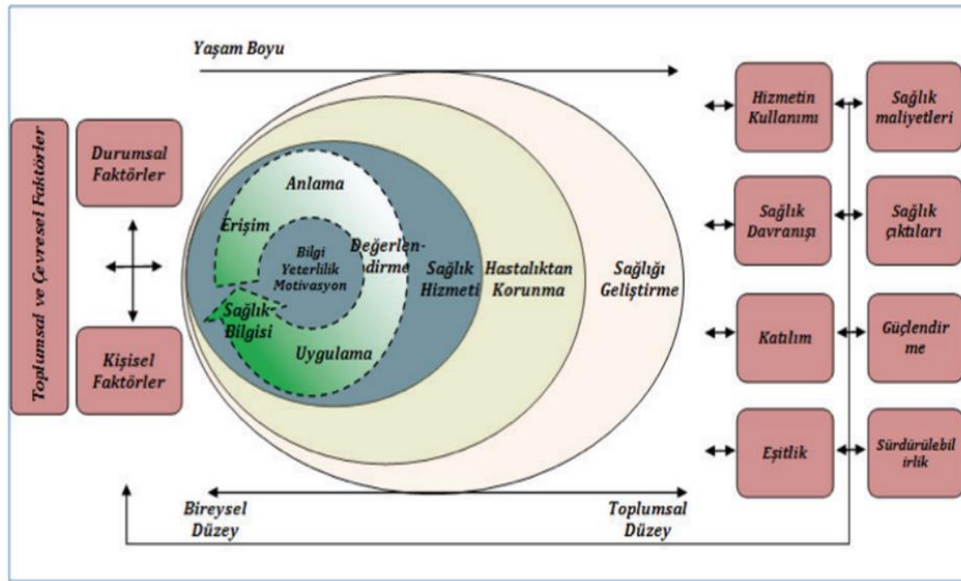 Yaşam Boyu
Toplumsal ve Çevresel Faktörler
Durumsal
Faktörler
Kişisel
Faktörler
Anlama
Erişim
Bilgi
Yeterlilik
Motivasyon
Değerlen-
dirme
Sağlık
Bilgisi
Uygulama
Sağlık
Hizmeti
Hastalıktan
Korunma
Sağlığı
Geliştirme
Hizmetin
Kullanımı
Sağlık
maliyetleri
Sağlık
Davranışı
Sağlık
çıktıları
Katılım
Güçlendir
me
Eşitlik
Sürdürülebil
irlik
Bireysel
Düzey
Toplumsal
Düzey